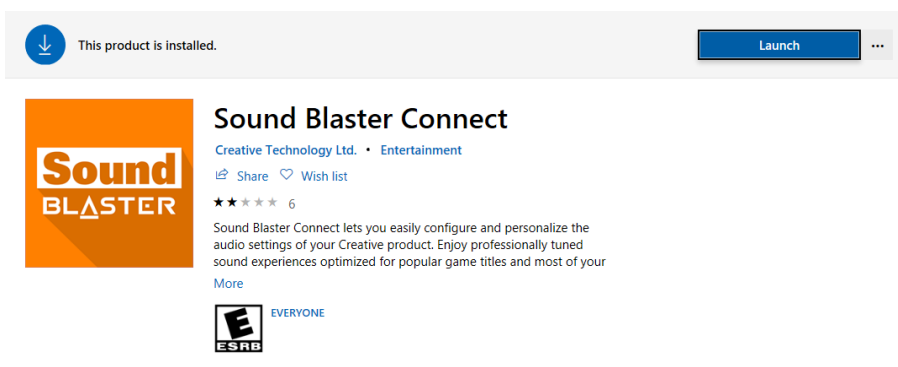 This product is installed.
Launch
...
Sound Blaster Connect
Creative Technology Ltd. • Entertainment
Share Wish list
6
Sound
BLASTER
Sound Blaster Connect lets you easily configure and personalize the
audio settings of your Creative product. Enjoy professionally tuned
sound experiences optimized for popular game titles and most of your
More
E
ESRB
EVERYONE